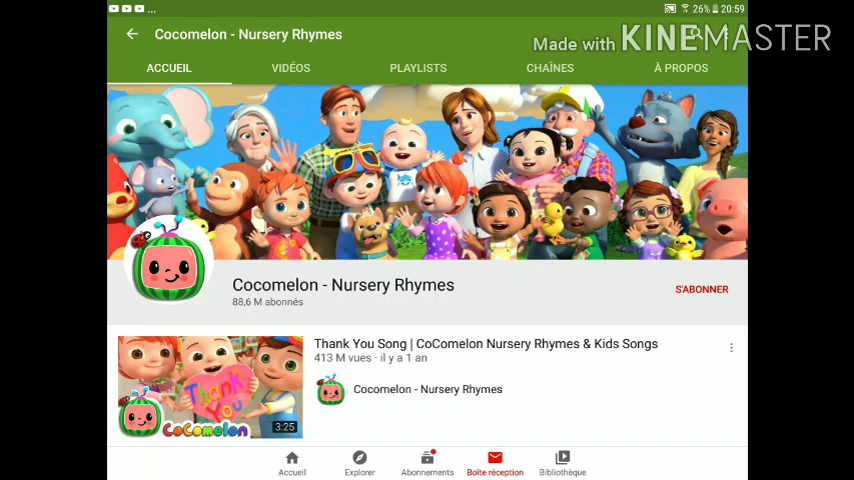 26% 20:59
Cocomelon - Nursery Rhymes
Made with KINEMASTER
ACCUEIL VIDÉOS PLAYLISTS CHAÎNES À PROPOS
Cocomelon - Nursery Rhymes
88,6 M abonnés
S'ABONNER
Thank You Song | CoCoMelon Nursery Rhymes & Kids Songs
413 M vues · il y a 1 an
Cocomelon - Nursery Rhymes
Thank
You
CoComelon
3:25
Accueil Explorer Abonnements Boîte réception Bibliothèque